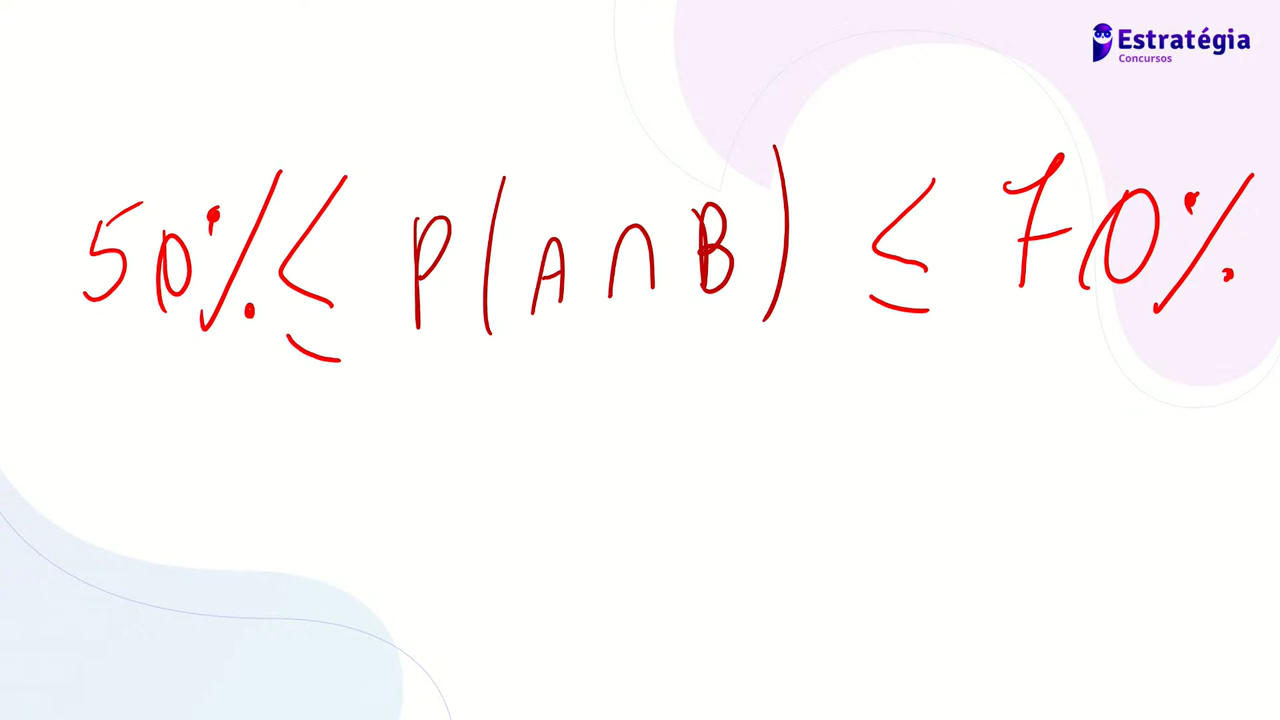 Estratégia
Concursos
50% ≤ P(A∩B) ≤ 70%